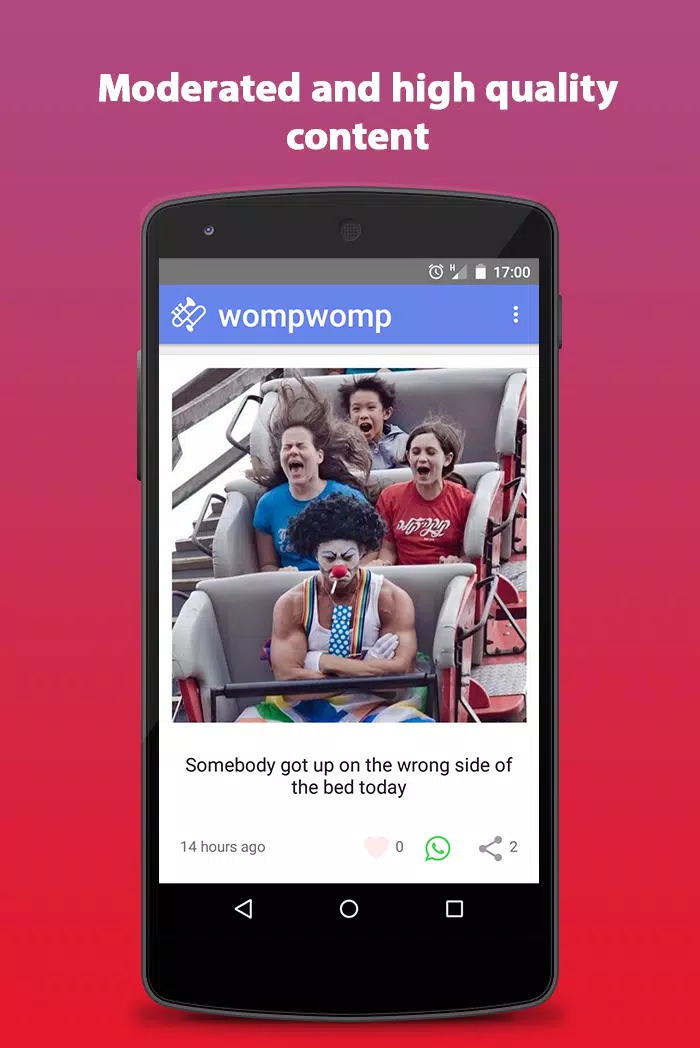 Moderated and high quality
content
17:00
wompwomp
Somebody got up on the wrong side of
the bed today
14 hours ago
0
2